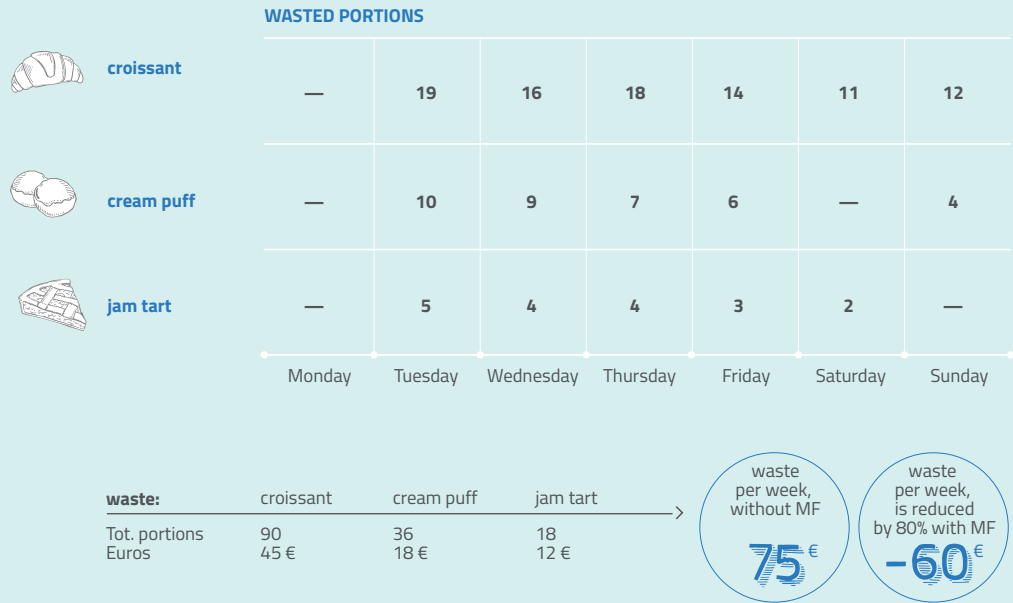 WASTED PORTIONS
croissant
— 19 16 18 14 11 12
cream puff
— 10 9 7 6 — 4
jam tart
— 5 4 4 3 2 —
Monday Tuesday Wednesday Thursday Friday Saturday Sunday
waste: croissant cream puff jam tart
Tot. portions 90 36 18
Euros 45 € 18 € 12 €
waste
per week,
without MF
75 €
waste
per week,
is reduced
by 80% with MF
-60 €